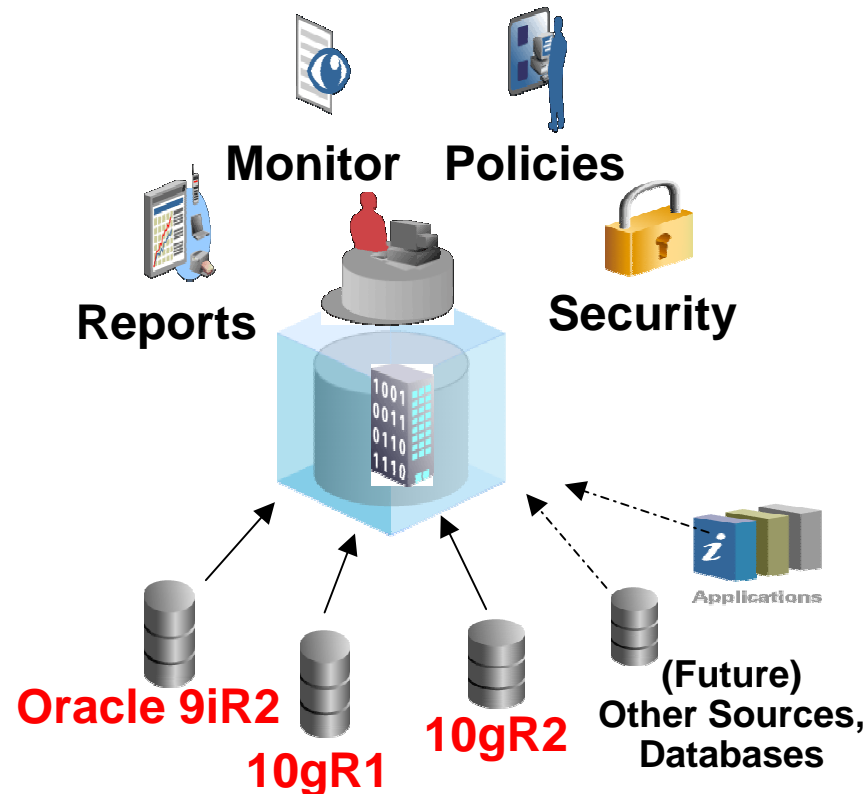 Monitor Policies
Reports
Security
1001
0011
0110
1110
i
Applications
Oracle 9iR2
10gR1
10gR2
(Future)
Other Sources,
Databases